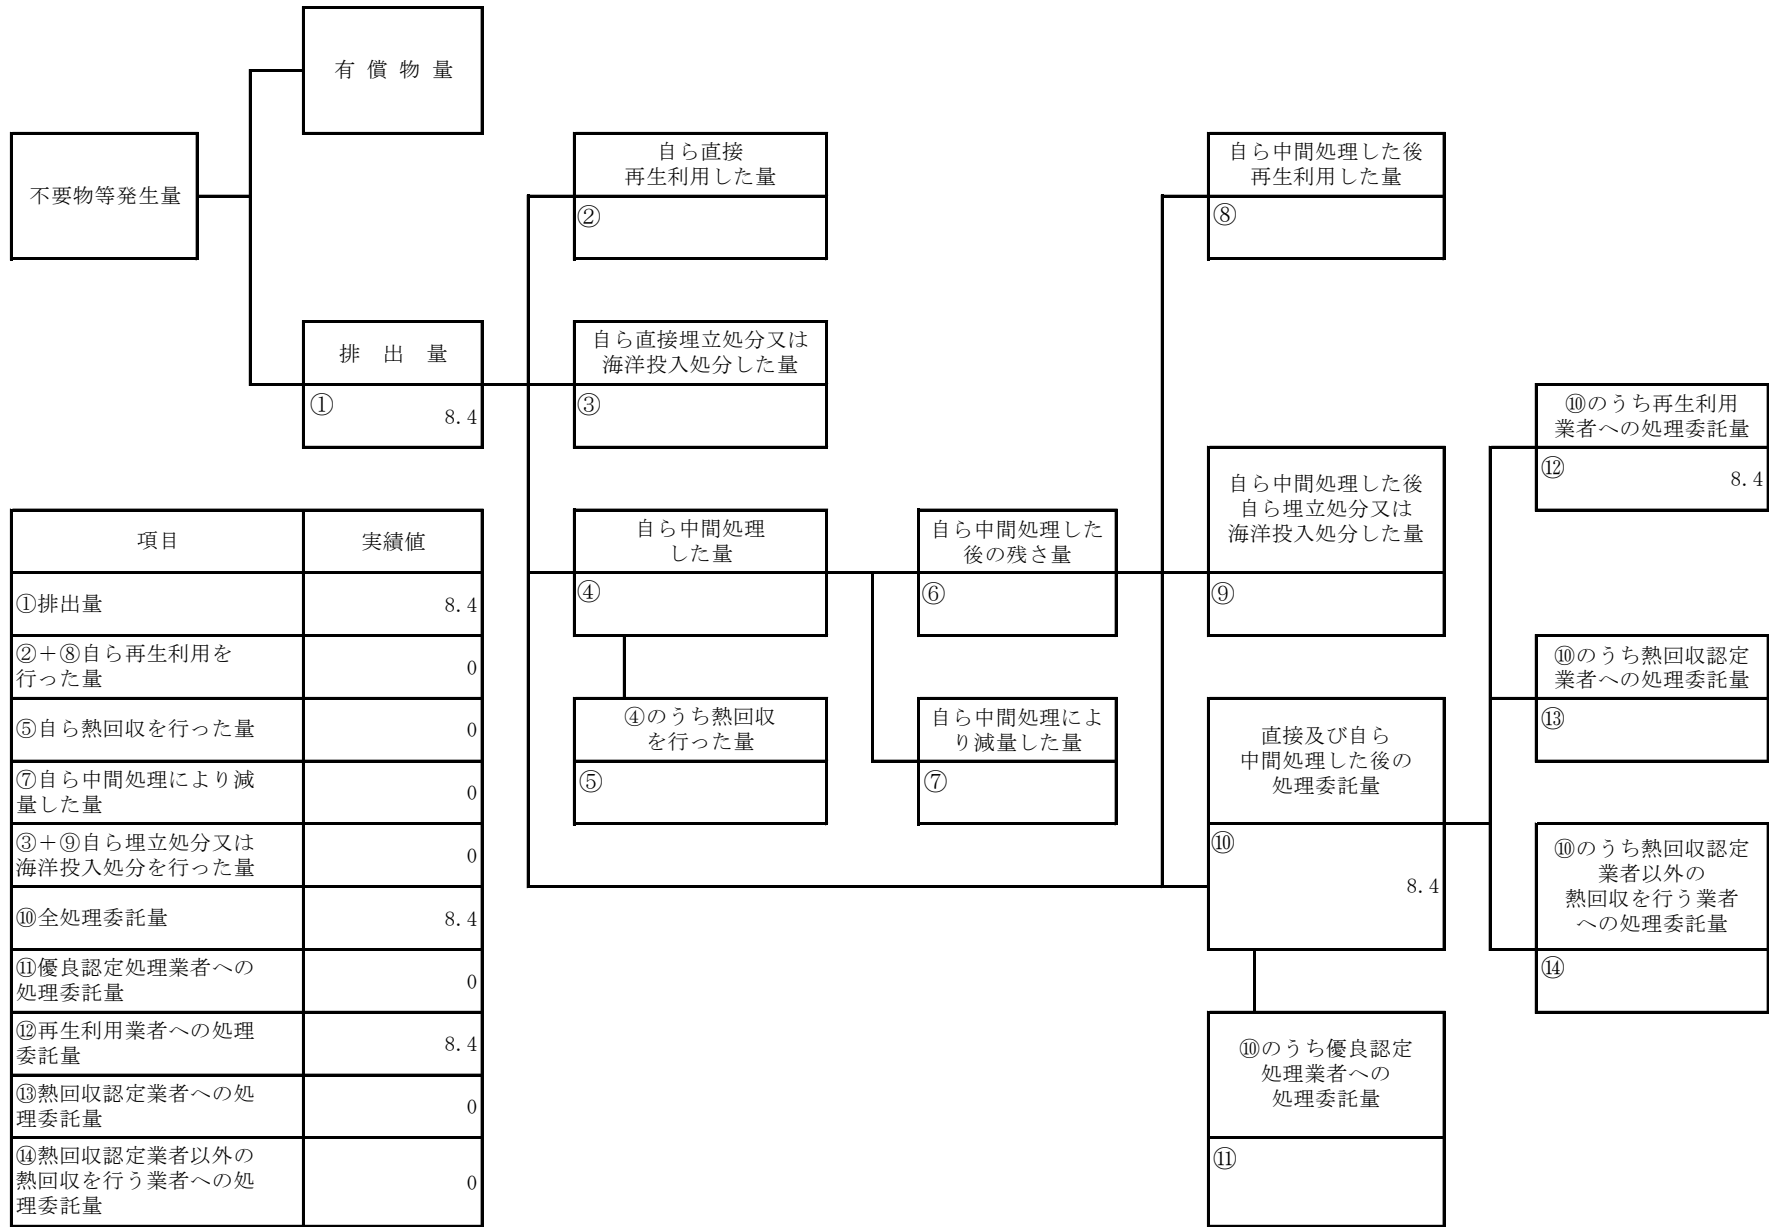 有 償 物 量
不要物等発生量
自ら直接
再生利用した量
②
自ら中間処理した後
再生利用した量
⑧
排 出 量
①
8.4
自ら直接埋立処分又は
海洋投入処分した量
③
⑩のうち再生利用
業者への処理委託量
⑫
8.4
自ら中間処理
した量
④
自ら中間処理した
後の残さ量
⑥
自ら中間処理した後
自ら埋立処分又は
海洋投入処分した量
⑨
⑩のうち熱回収認定
業者への処理委託量
⑬
④のうち熱回収
を行った量
⑤
自ら中間処理によ
り減量した量
⑦
直接及び自ら
中間処理した後の
処理委託量
⑩
8.4
⑩のうち熱回収認定
業者以外の
熱回収を行う業者
への処理委託量
⑭
⑩のうち優良認定
処理業者への
処理委託量
⑪
項目 実績値
①排出量 8.4
②＋⑧自ら再生利用を
行った量 0
⑤自ら熱回収を行った量 0
⑦自ら中間処理により減
量した量 0
③＋⑨自ら埋立処分又は
海洋投入処分を行った量 0
⑩全処理委託量 8.4
⑪優良認定処理業者への
処理委託量 0
⑫再生利用業者への処理
委託量 8.4
⑬熱回収認定業者への処
理委託量 0
⑭熱回収認定業者以外の
熱回収を行う業者への処
理委託量 0